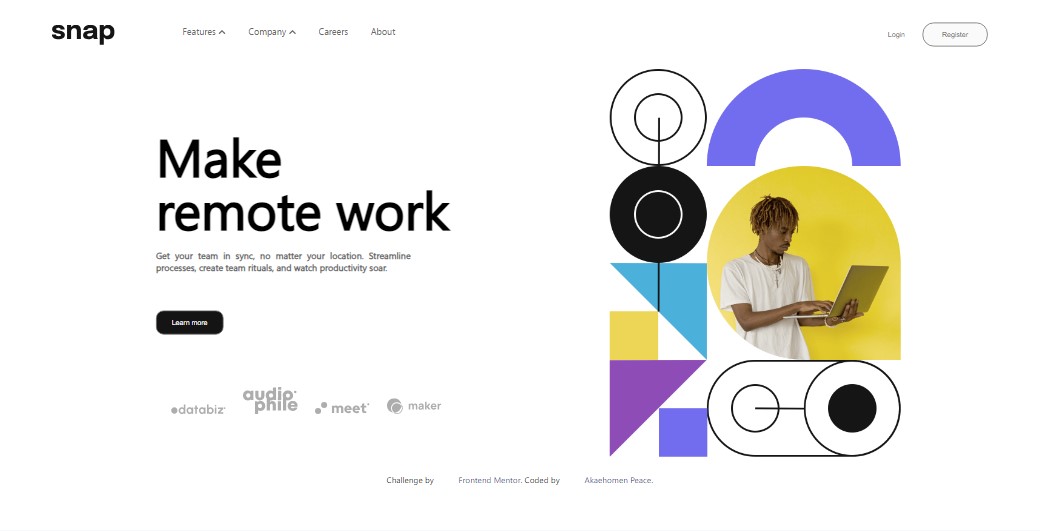 snap
Features
Company
Careers
About
Login
Register
Make
remote work
Get your team in sync, no matter your location. Streamline
processes, create team rituals, and watch productivity soar.
Learn more
databiz
audiophile
meet
maker
Challenge by Frontend Mentor. Coded by Akaehomen Peace.